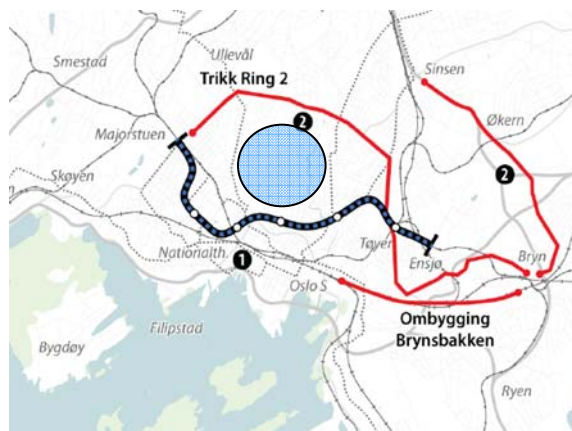 Smestad
Ullevål
Trikk Ring 2
Sinsen
Majorstuen
2
Økern
Skøyen
2
Nationalth.
1
Tøyen
Ensjø
Bryn
Oslo S
Filipstad
Ombygging
Brynsbakken
Bygdøy
Ryen